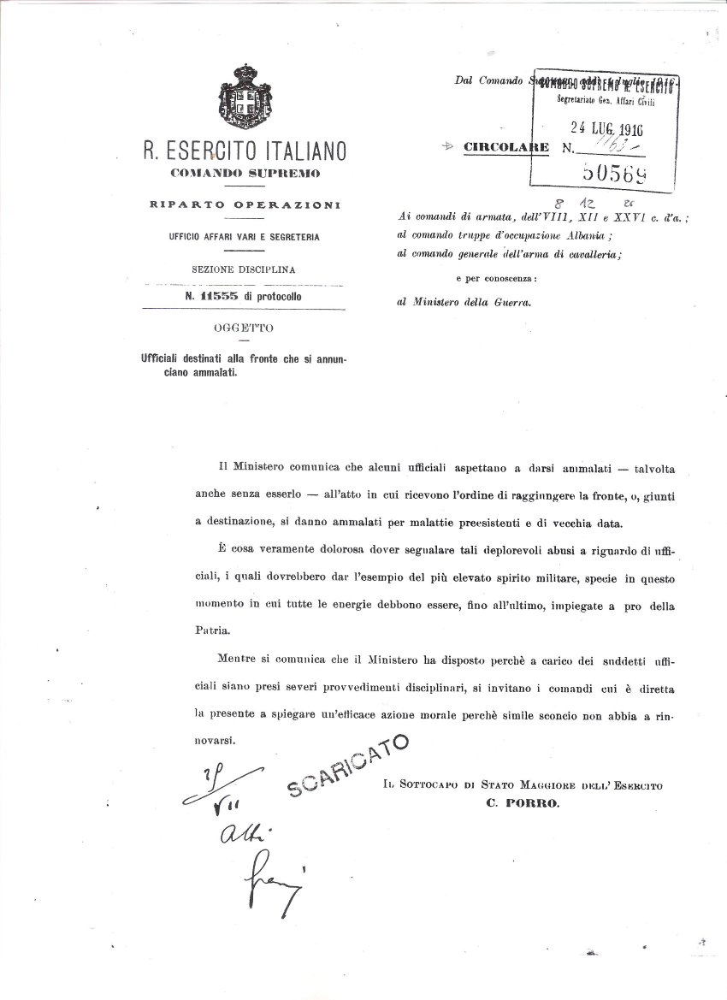 R. ESERCITO ITALIANO
COMANDO SUPREMO
RIPARTO OPERAZIONI
UFFICIO AFFARI VARI E SEGRETERIA
SEZIONE DISCIPLINA
N. 11555 di protocollo
OGGETTO
Ufficiali destinati alla fronte che si annun-
ciano ammalati.
Dal Comando luglio 1916.
COMANDO SUPREMO R. ESERCITO
Segretariato Gen. Affari Civili
24 LUG. 1916
CIRCOLARE N. 1163-
50569
8 12 26
Ai comandi di armata, dell'VIII, XII e XXVI c. d'a.;
al comando truppe d'occupazione Albania;
al comando generale dell'arma di cavalleria;
e per conoscenza:
al Ministero della Guerra.
Il Ministero comunica che alcuni ufficiali aspettano a darsi ammalati — talvolta
anche senza esserlo — all'atto in cui ricevono l'ordine di raggiungere la fronte, o, giunti
a destinazione, si danno ammalati per malattie preesistenti e di vecchia data.
È cosa veramente dolorosa dover segnalare tali deplorevoli abusi a riguardo di uffi-
ciali, i quali dovrebbero dar l'esempio del più elevato spirito militare, specie in questo
momento in cui tutte le energie debbono essere, fino all'ultimo, impiegate a pro della
Patria.
Mentre si comunica che il Ministero ha disposto perchè a carico dei suddetti uffi-
ciali siano presi severi provvedimenti disciplinari, si invitano i comandi cui è diretta
la presente a spiegare un'efficace azione morale perchè simile sconcio non abbia a rin-
novarsi.
SCARICATO
IL SOTTOCAPO DI STATO MAGGIORE DELL'ESERCITO
C. PORRO.
VII
Atti